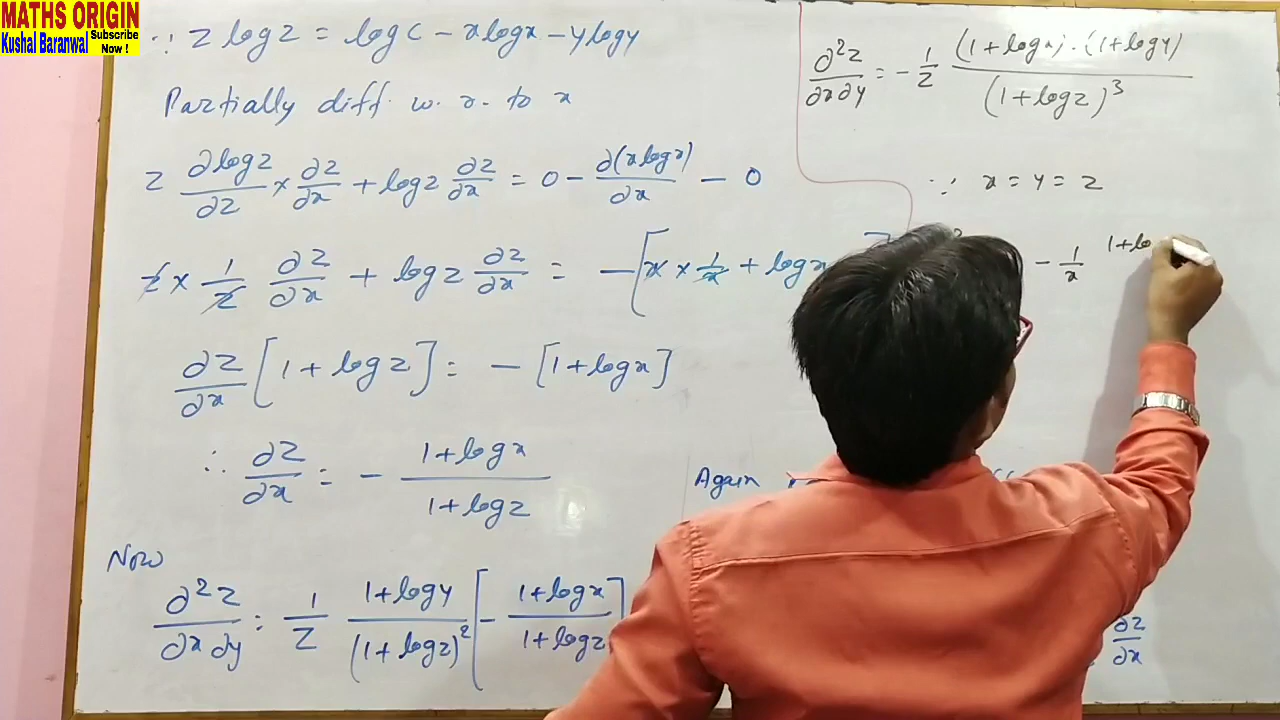 MATHS ORIGIN
Kushal Baranwal Subscribe Now !
∵ z log z = log c - x log x - y log y
Partially diff. w. r. to x
z ∂log z/∂z × ∂z/∂x + log z ∂z/∂x = 0 - ∂(x log x)/∂x - 0
z × 1/z ∂z/∂x + log z ∂z/∂x = - [x × 1/x + log x
∂z/∂x [1 + log z] = - [1 + log x]
∴ ∂z/∂x = - (1 + log x)/(1 + log z)
Now
∂²z/∂x∂y = 1/z (1 + log y)/(1 + log z)² [- (1 + log x)/(1 + log z)]
∂²z/∂x∂y = - 1/z (1 + log x) · (1 + log y)/(1 + log z)³
∵ x = y = z
- 1/x 1 + lo
Again
∂z/∂x